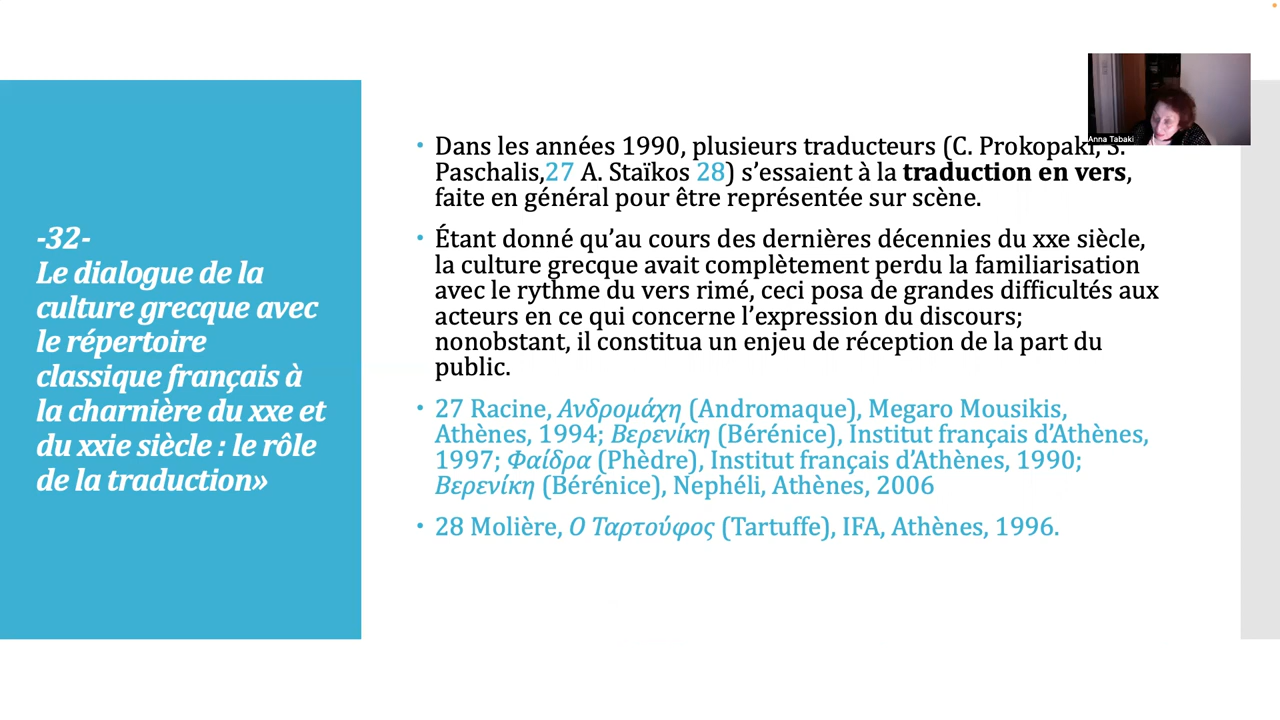 -32-
Le dialogue de la
culture grecque avec
le répertoire
classique français à
la charnière du xxe et
du xxie siècle : le rôle
de la traduction»
• Dans les années 1990, plusieurs traducteurs (C. Prokopaki, S.
Paschalis,27 A. Staïkos 28) s’essaient à la traduction en vers,
faite en général pour être représentée sur scène.
• Étant donné qu’au cours des dernières décennies du xxe siècle,
la culture grecque avait complètement perdu la familiarisation
avec le rythme du vers rimé, ceci posa de grandes difficultés aux
acteurs en ce qui concerne l’expression du discours;
nonobstant, il constitua un enjeu de réception de la part du
public.
• 27 Racine, Ανδρομάχη (Andromaque), Megaro Mousikis,
Athènes, 1994; Βερενίκη (Bérénice), Institut français d’Athènes,
1997; Φαίδρα (Phèdre), Institut français d’Athènes, 1990;
Βερενίκη (Bérénice), Nephéli, Athènes, 2006
• 28 Molière, Ο Ταρτούφος (Tartuffe), IFA, Athènes, 1996.
Anna Tabaki